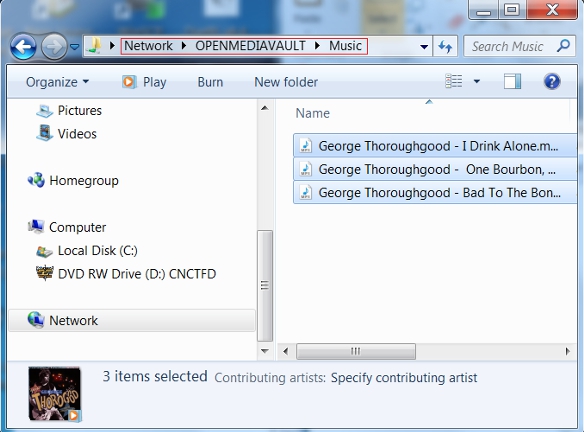 Network ▸ OPENMEDIAVAULT ▸ Music
Search Music
Organize Play Burn New folder
Name
Pictures
Videos
Homegroup
Computer
Local Disk (C:)
DVD RW Drive (D:) CNCTFD
Network
George Thoroughgood - I Drink Alone.m...
George Thoroughgood -  One Bourbon, ...
George Thoroughgood - Bad To The Bon...
3 items selected Contributing artists: Specify contributing artist
THOROGOOD